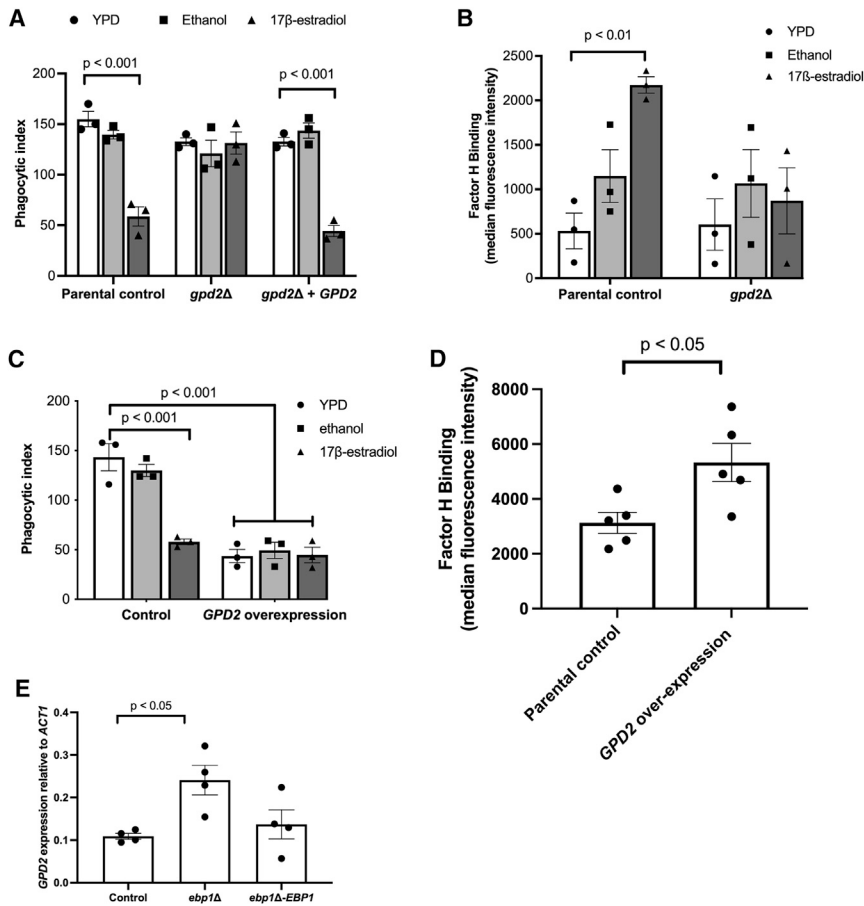 A
YPD
Ethanol
17β-estradiol
Phagocytic index
200
150
100
50
0
p < 0.001
p < 0.001
Parental control
gpd2Δ
gpd2Δ + GPD2
B
YPD
Ethanol
17β-estradiol
Factor H Binding
(median fluorescence intensity)
2500
2000
1500
1000
500
0
p < 0.01
Parental control
gpd2Δ
C
YPD
ethanol
17β-estradiol
Phagocytic index
200
150
100
50
0
p < 0.001
p < 0.001
Control
GPD2 overexpression
D
p < 0.05
Factor H Binding
(median fluorescence intensity)
8000
6000
4000
2000
0
Parental control
GPD2 over-expression
E
GPD2 expression relative to ACT1
0.4
0.3
0.2
0.1
0.0
p < 0.05
Control
ebp1Δ
ebp1Δ-EBP1